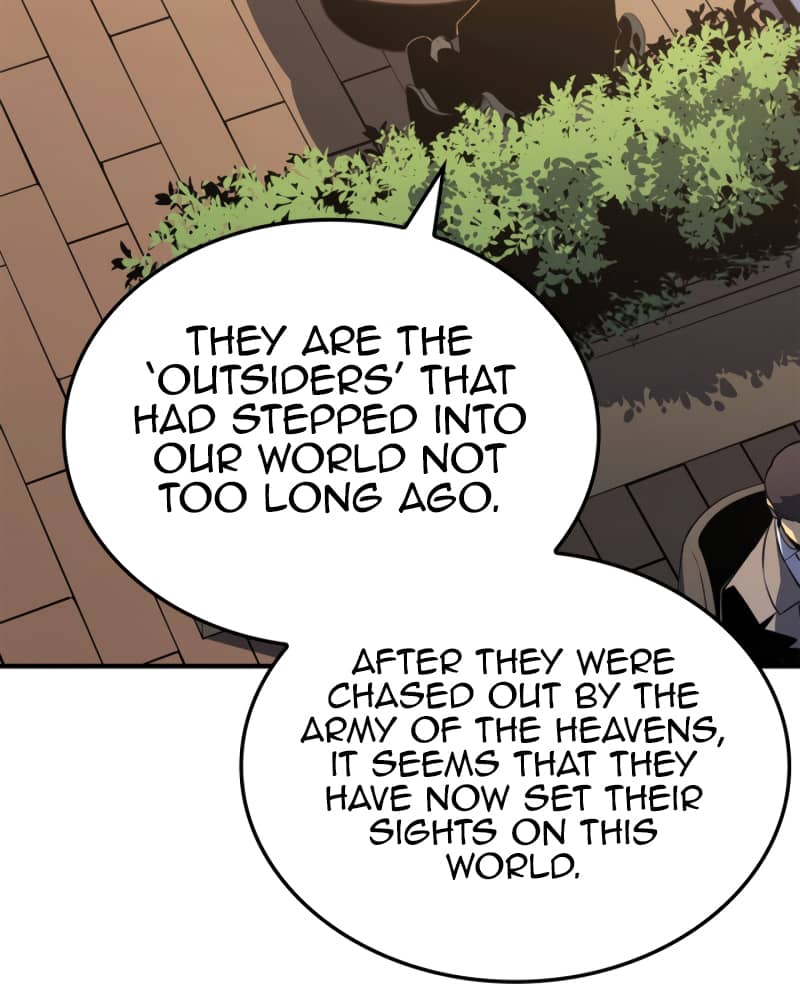 THEY ARE THE
'OUTSIDERS' THAT
HAD STEPPED INTO
OUR WORLD NOT
TOO LONG AGO.
AFTER THEY WERE
CHASED OUT BY THE
ARMY OF THE HEAVENS,
IT SEEMS THAT THEY
HAVE NOW SET THEIR
SIGHTS ON THIS
WORLD.